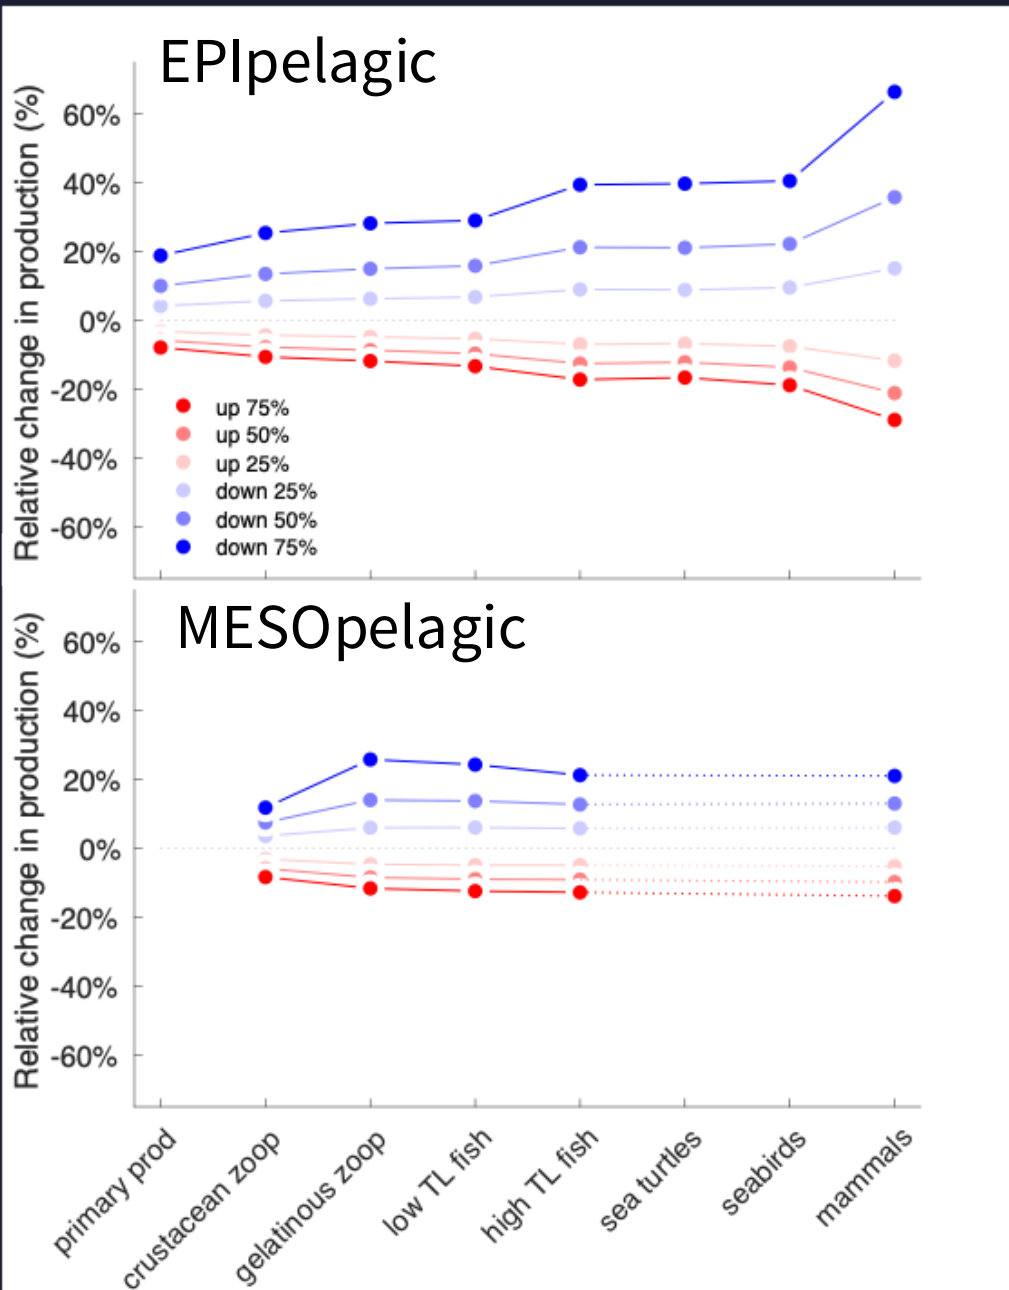 EPIpelagic
Relative change in production (%)
60%
40%
20%
0%
-20%
-40%
-60%
up 75%
up 50%
up 25%
down 25%
down 50%
down 75%
MESOpelagic
Relative change in production (%)
60%
40%
20%
0%
-20%
-40%
-60%
primary prod
crustacean zoop
gelatinous zoop
low TL fish
high TL fish
sea turtles
seabirds
mammals